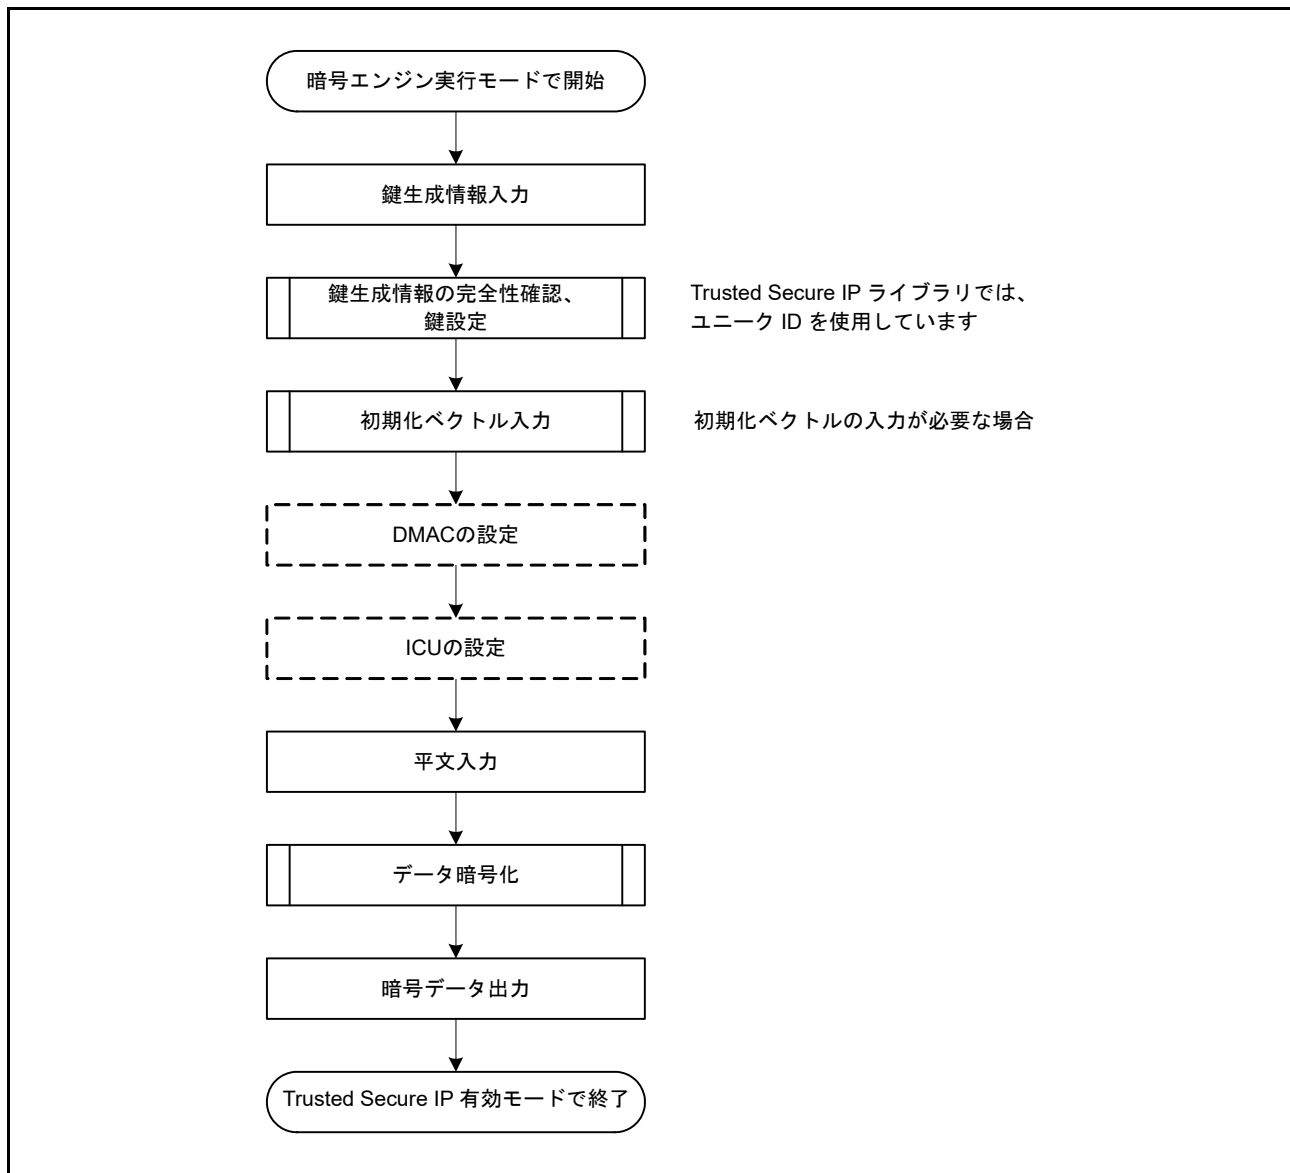 暗号エンジン実行モードで開始
鍵生成情報入力
鍵生成情報の完全性確認、
鍵設定
Trusted Secure IP ライブラリでは、
ユニーク ID を使用しています
初期化ベクトル入力
初期化ベクトルの入力が必要な場合
DMACの設定
ICUの設定
平文入力
データ暗号化
暗号データ出力
Trusted Secure IP 有効モードで終了